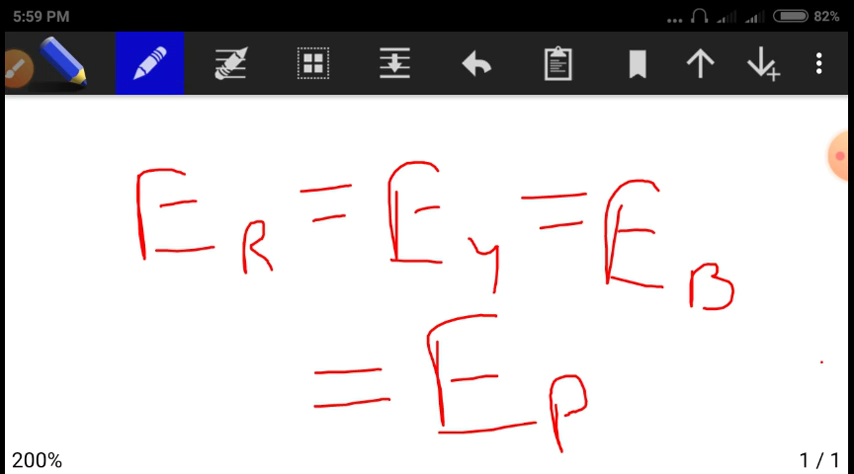 5:59 PM
82%
E_R = E_Y = E_B
= E_P
200%
1 / 1